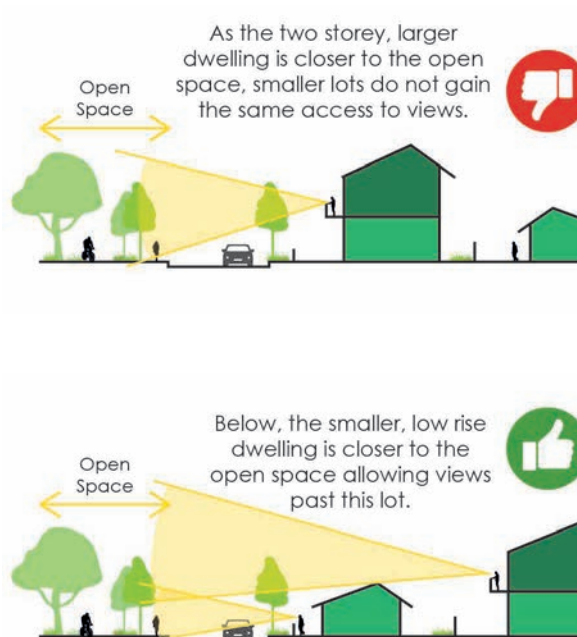 As the two storey, larger
dwelling is closer to the open
space, smaller lots do not gain
the same access to views.
Open
Space
Below, the smaller, low rise
dwelling is closer to the
open space allowing views
past this lot.
Open
Space